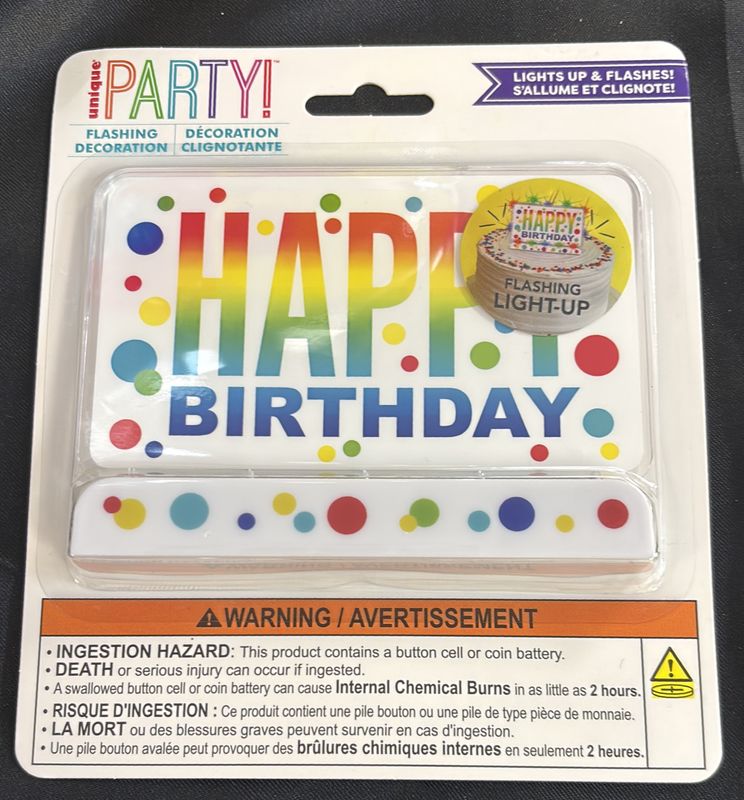 unique PARTY!™
FLASHING DECORATION
DÉCORATION CLIGNOTANTE
LIGHTS UP & FLASHES!
S'ALLUME ET CLIGNOTE!
HAPPY
BIRTHDAY
HAPPY
BIRTHDAY
FLASHING
LIGHT-UP
WARNING / AVERTISSEMENT
• INGESTION HAZARD: This product contains a button cell or coin battery.
• DEATH or serious injury can occur if ingested.
• A swallowed button cell or coin battery can cause Internal Chemical Burns in as little as 2 hours.
• RISQUE D'INGESTION : Ce produit contient une pile bouton ou une pile de type pièce de monnaie.
• LA MORT ou des blessures graves peuvent survenir en cas d'ingestion.
• Une pile bouton avalée peut provoquer des brûlures chimiques internes en seulement 2 heures.